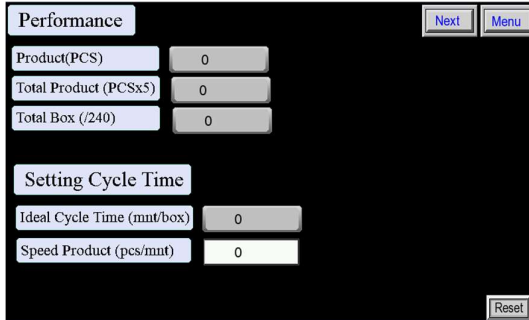 Performance
Next
Menu
Product(PCS)
0
Total Product (PCSx5)
0
Total Box (/240)
0
Setting Cycle Time
Ideal Cycle Time (mnt/box)
0
Speed Product (pcs/mnt)
0
Reset